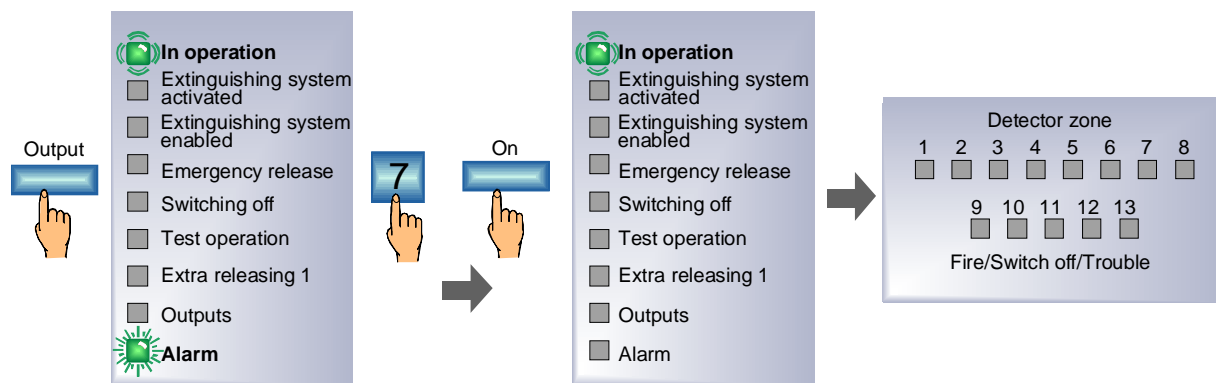 Output
In operation
Extinguishing system
activated
Extinguishing system
enabled
Emergency release
Switching off
Test operation
Extra releasing 1
Outputs
Alarm
7
On
In operation
Extinguishing system
activated
Extinguishing system
enabled
Emergency release
Switching off
Test operation
Extra releasing 1
Outputs
Alarm
Detector zone
1 2 3 4 5 6 7 8
9 10 11 12 13
Fire/Switch off/Trouble